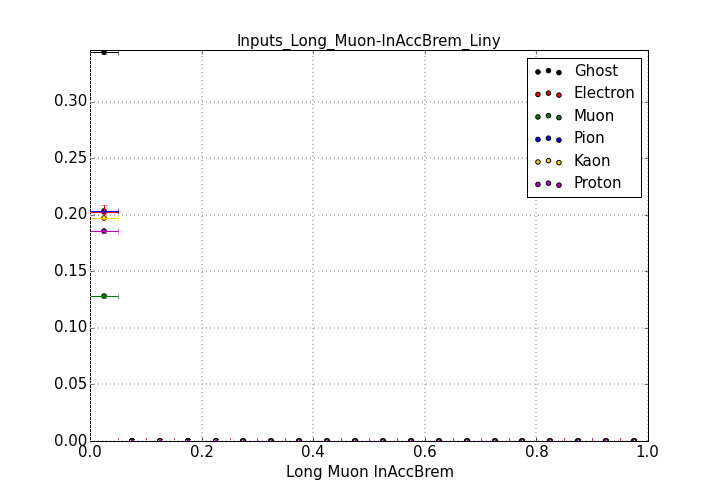 Inputs_Long_Muon-InAccBrem_Liny
Ghost
Electron
Muon
Pion
Kaon
Proton
0.30
0.25
0.20
0.15
0.10
0.05
0.00
0.0 0.2 0.4 0.6 0.8 1.0
Long Muon InAccBrem